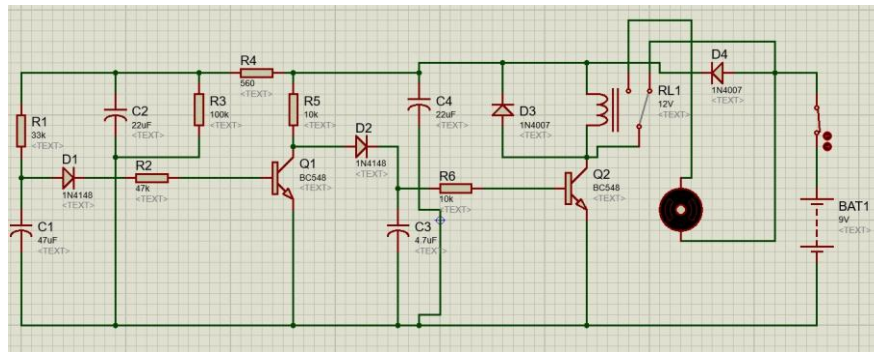 R4
560
<TEXT>
D4
1N4007
<TEXT>
R1
33k
<TEXT>
C2
22uF
<TEXT>
R3
100k
<TEXT>
R5
10k
<TEXT>
C4
22uF
<TEXT>
D3
1N4007
<TEXT>
RL1
12V
<TEXT>
<TEXT>
D1
1N4148
<TEXT>
R2
47k
<TEXT>
D2
1N4148
<TEXT>
Q1
BC548
<TEXT>
R6
10k
<TEXT>
Q2
BC548
<TEXT>
C1
47uF
<TEXT>
C3
4.7uF
<TEXT>
BAT1
9V
<TEXT>